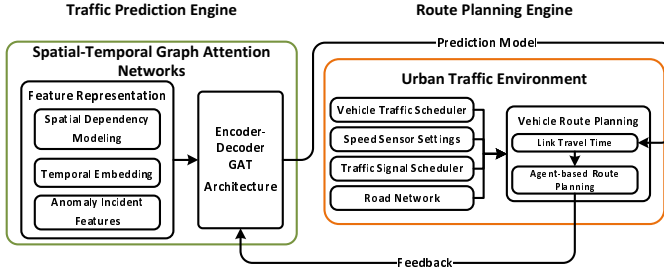 Traffic Prediction Engine
Route Planning Engine
Prediction Model
Spatial-Temporal Graph Attention
Networks
Feature Representation
Spatial Dependency
Modeling
Temporal Embedding
Anomaly Incident
Features
Encoder-
Decoder
GAT
Architecture
Urban Traffic Environment
Vehicle Traffic Scheduler
Speed Sensor Settings
Traffic Signal Scheduler
Road Network
Vehicle Route Planning
Link Travel Time
Agent-based Route
Planning
Feedback